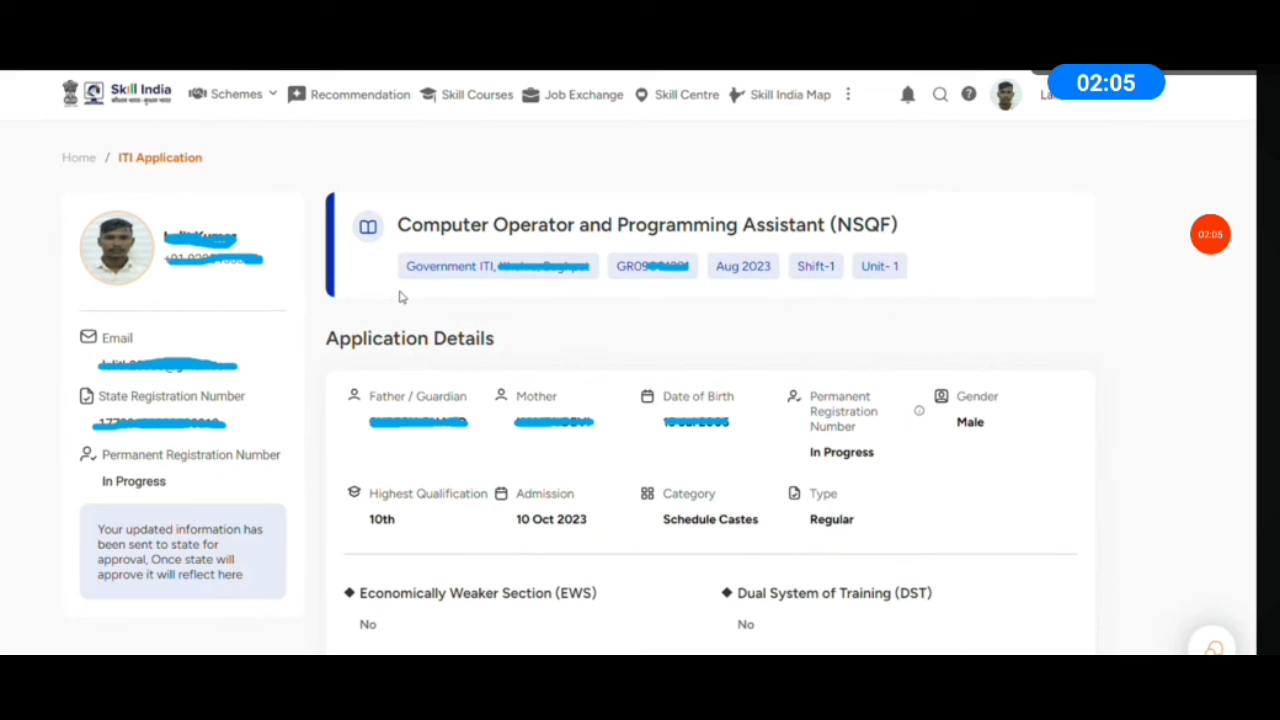 02:05
Skill India
कौशल भारत-कुशल भारत
Schemes Recommendation Skill Courses Job Exchange Skill Centre Skill India Map
Home / ITI Application
Computer Operator and Programming Assistant (NSQF)
02:05
Government ITI, Aug 2023 Shift-1 Unit- 1
Application Details
Email
State Registration Number
Permanent Registration Number
In Progress
Your updated information has
been sent to state for
approval, Once state will
approve it will reflect here
Father / Guardian
Mother
Date of Birth
Permanent
Registration
Number
In Progress
Gender
Male
Highest Qualification
10th
Admission
10 Oct 2023
Category
Schedule Castes
Type
Regular
Economically Weaker Section (EWS)
No
Dual System of Training (DST)
No